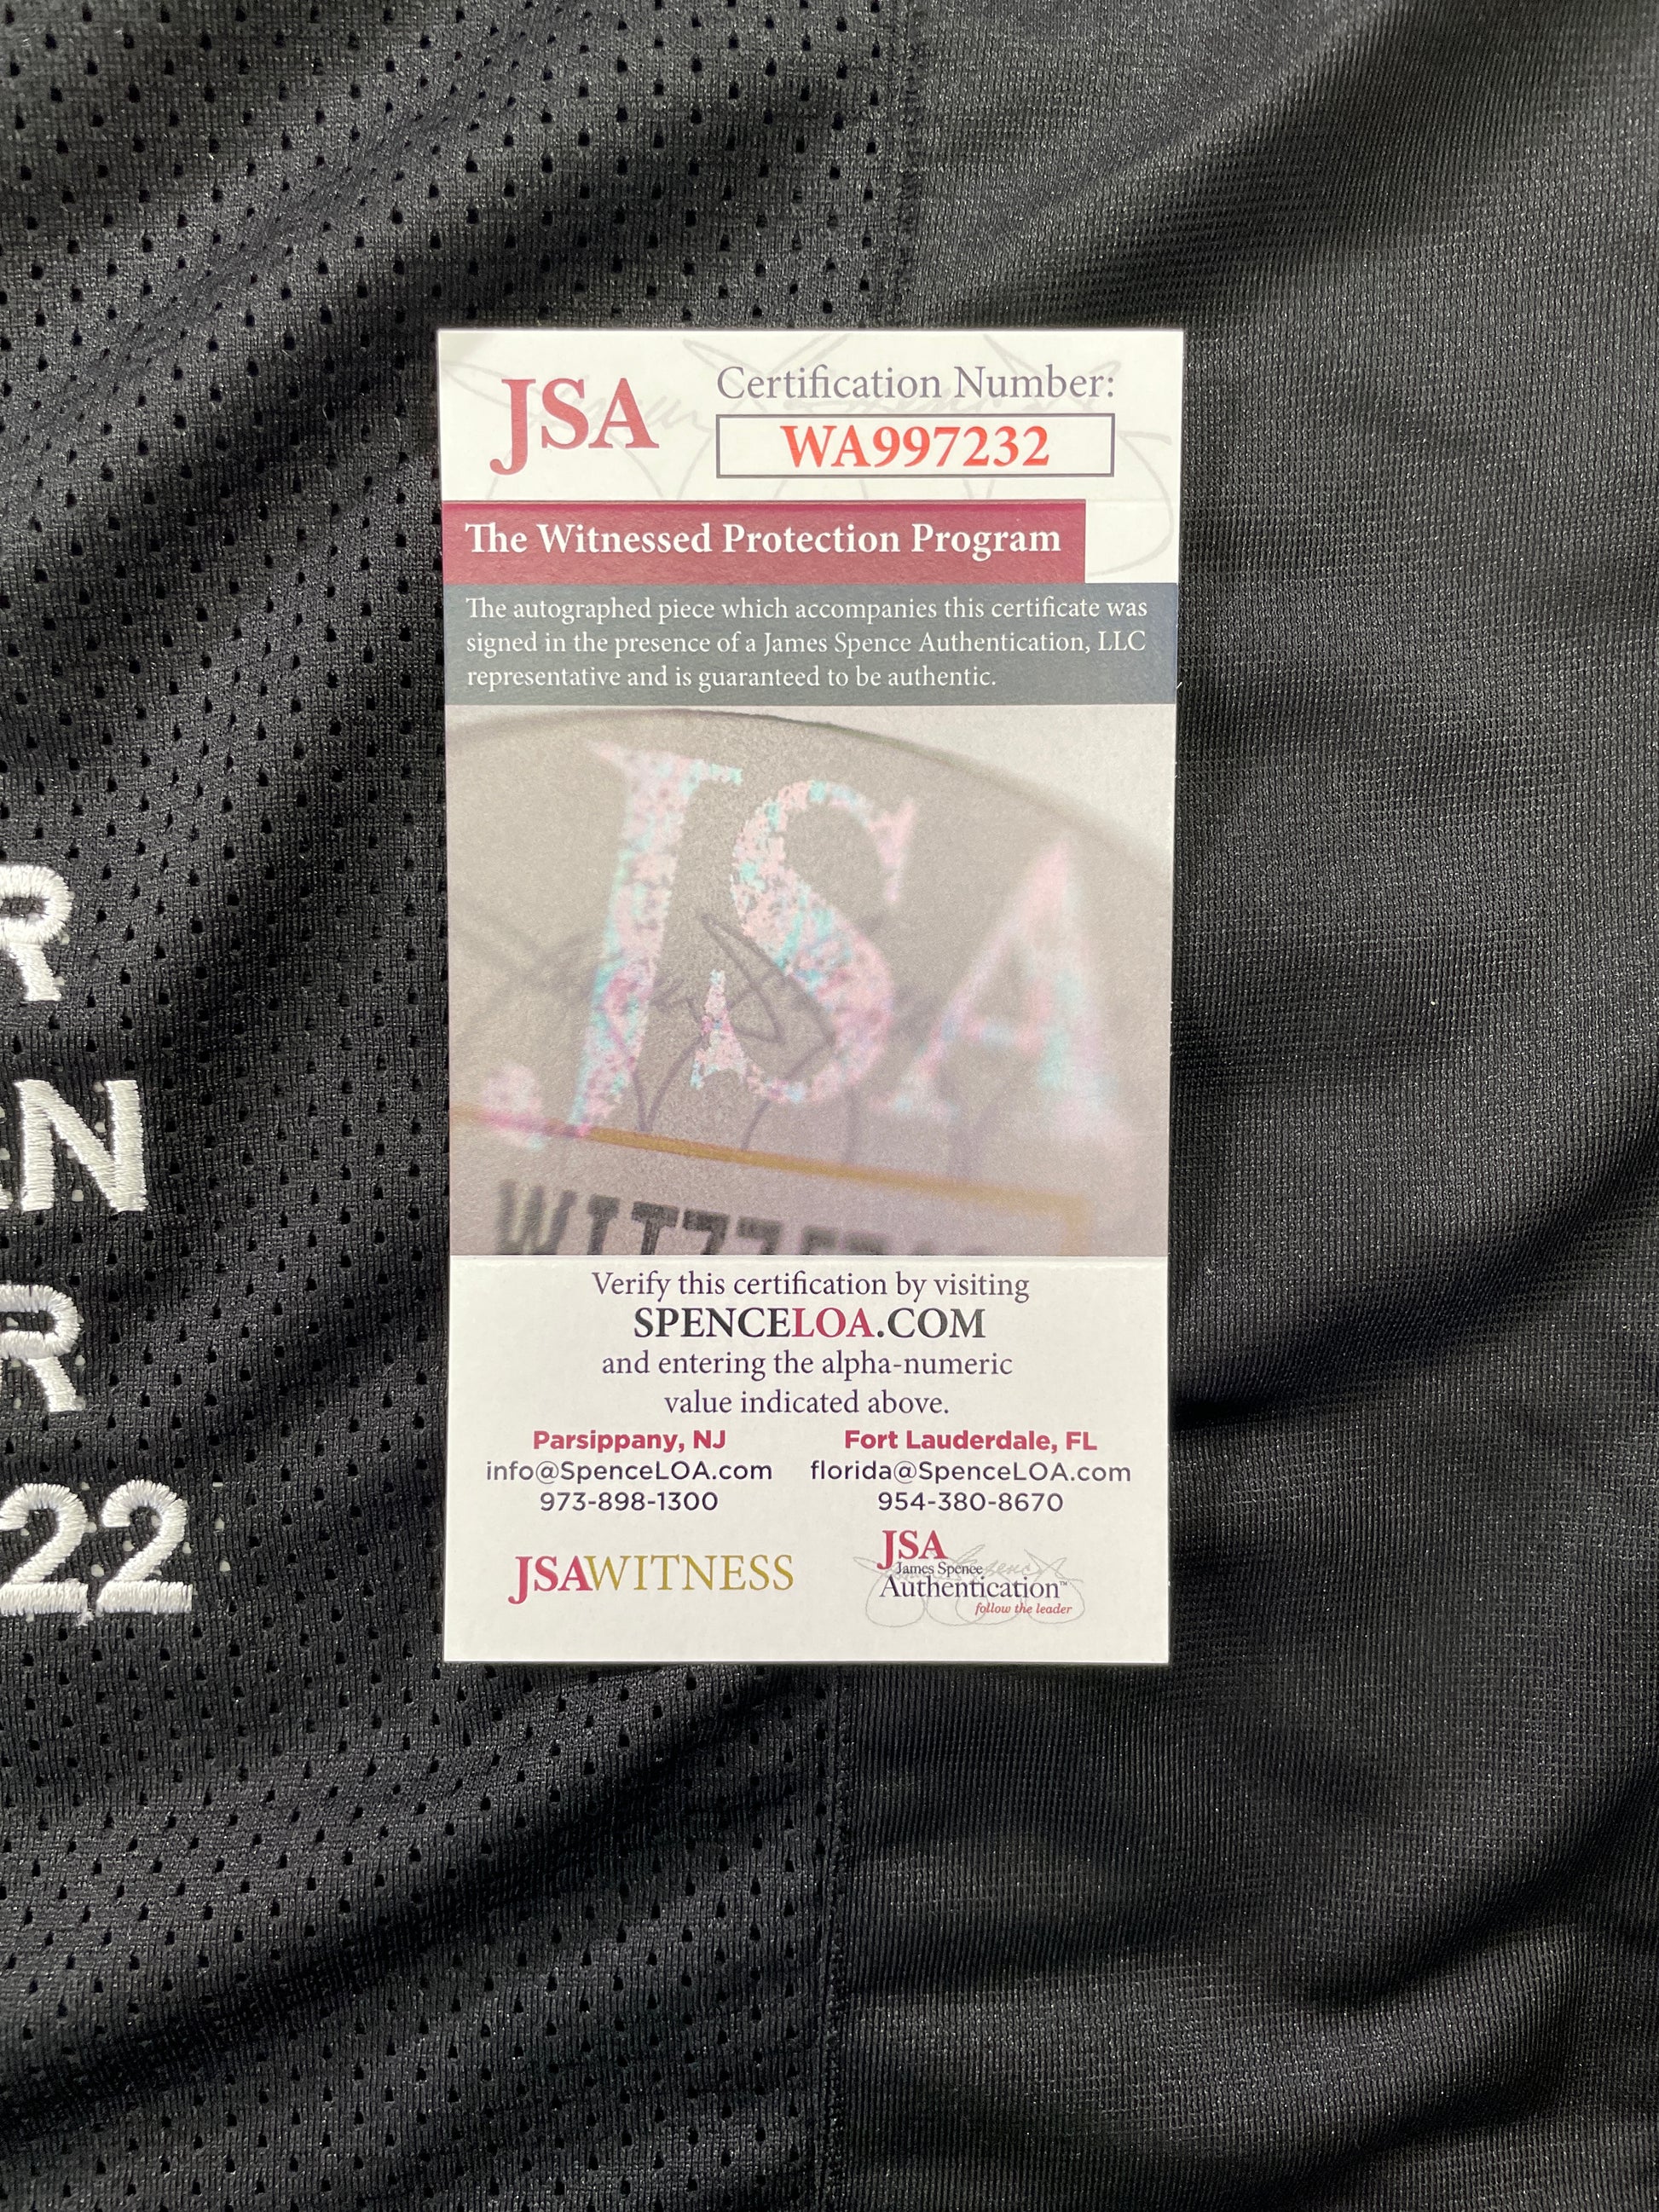 JSA
Certification Number:
WA997232
The Witnessed Protection Program
The autographed piece which accompanies this certificate was
signed in the presence of a James Spence Authentication, LLC
representative and is guaranteed to be authentic.
JSA
R
N
R
22
Verify this certification by visiting
SPENCELOA.COM
and entering the alpha-numeric
value indicated above.
Parsippany, NJ
info@SpenceLOA.com
973-898-1300
Fort Lauderdale, FL
florida@SpenceLOA.com
954-380-8670
JSAWITNESS
JSA
James Spence
Authentication™
follow the leader